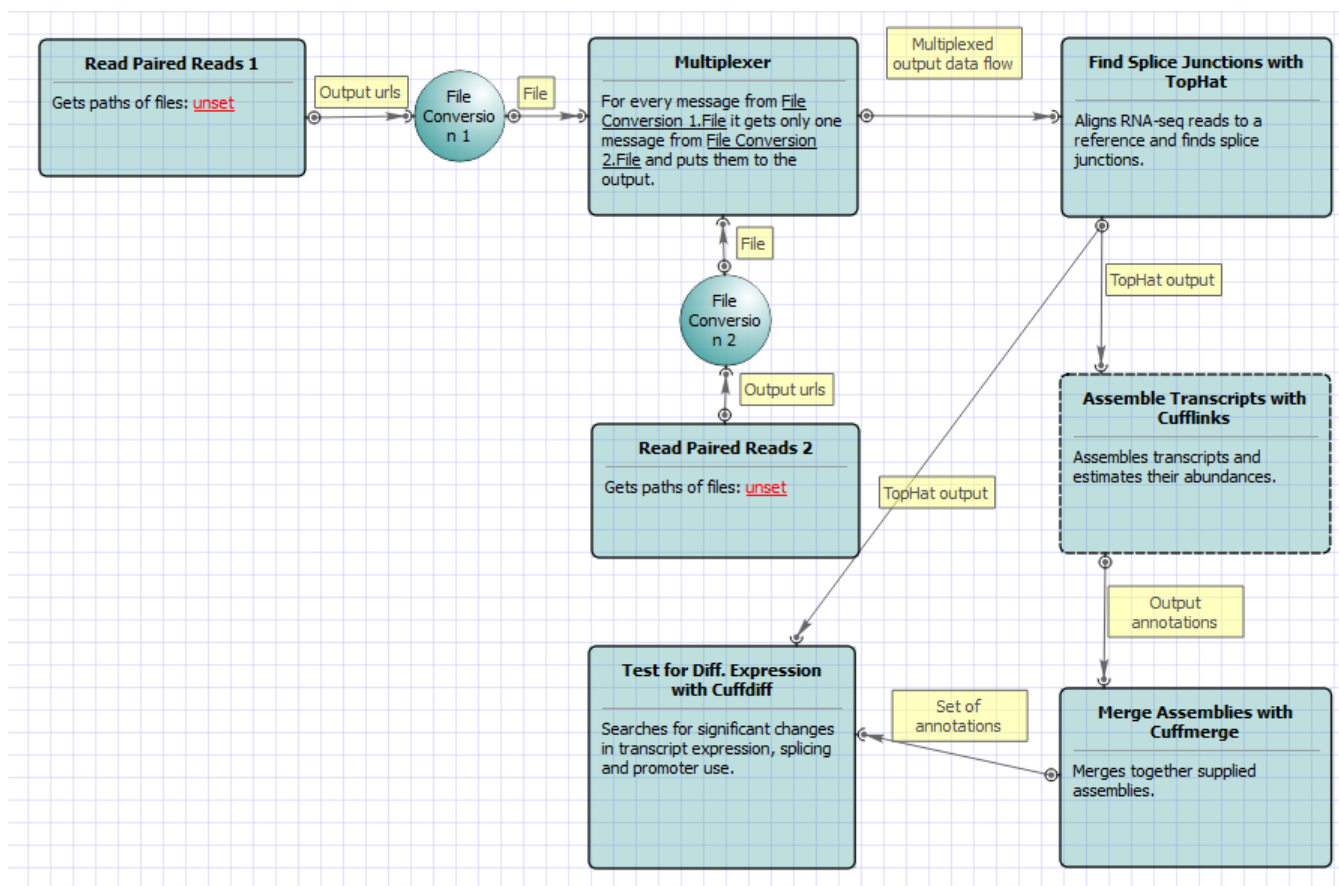 Read Paired Reads 1
Gets paths of files: unset
Output urls
File
Conversio
n 1
File
Multiplexer
For every message from File
Conversion 1.File it gets only one
message from File Conversion
2.File and puts them to the
output.
Multiplexed
output data flow
Find Splice Junctions with
TopHat
Aligns RNA-seq reads to a
reference and finds splice
junctions.
File
File
Conversio
n 2
Output urls
Read Paired Reads 2
Gets paths of files: unset
TopHat output
TopHat output
Assemble Transcripts with
Cufflinks
Assembles transcripts and
estimates their abundances.
Output
annotations
Merge Assemblies with
Cuffmerge
Merges together supplied
assemblies.
Set of
annotations
Test for Diff. Expression
with Cuffdiff
Searches for significant changes
in transcript expression, splicing
and promoter use.